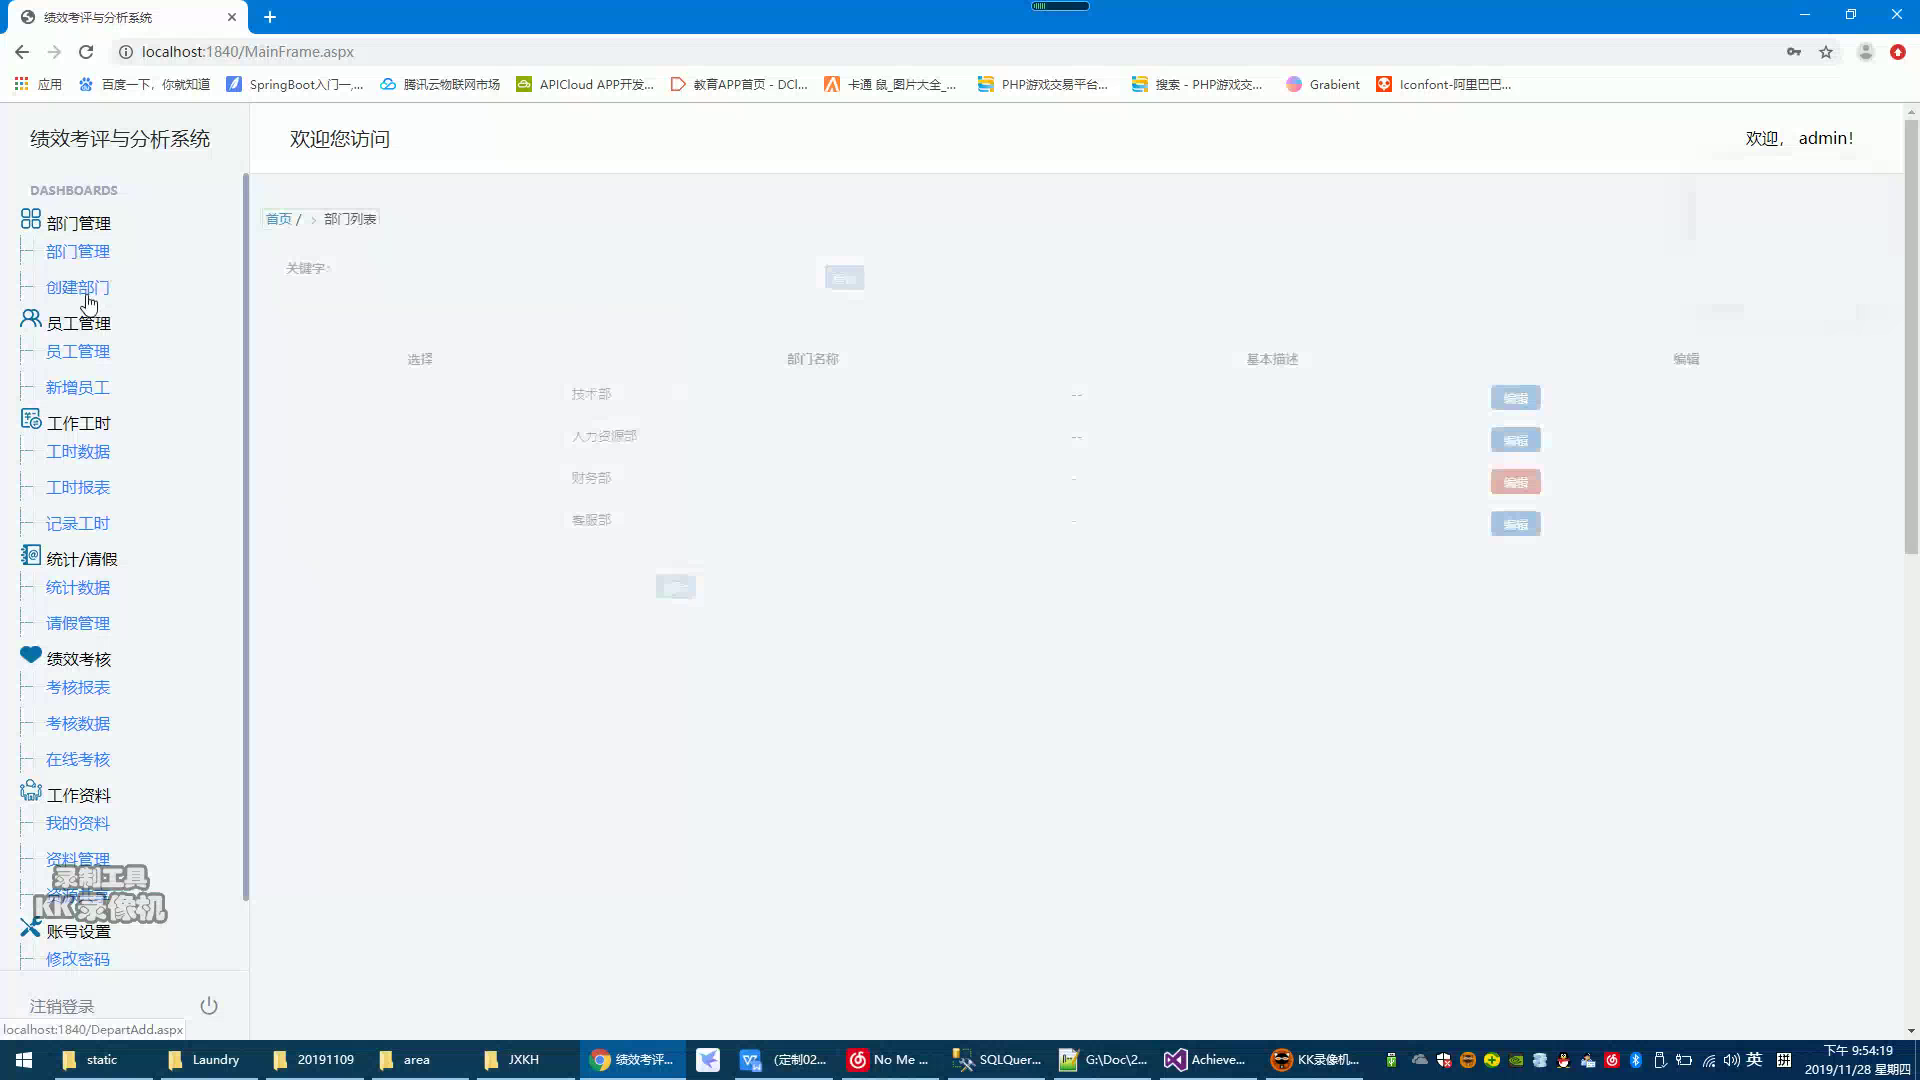 绩效考评与分析系统
localhost:1840/MainFrame.aspx
应用
百度一下，你就知道
SpringBoot入门一,...
腾讯云物联网市场
APICloud APP开发...
教育APP首页 - DCl...
卡通 鼠_图片大全_...
PHP游戏交易平台...
搜索 - PHP游戏交...
Grabient
Iconfont-阿里巴巴...
绩效考评与分析系统
欢迎您访问
欢迎, admin!
DASHBOARDS
部门管理
部门管理
创建部门
员工管理
员工管理
新增员工
工作工时
工时数据
工时报表
记录工时
统计/请假
统计数据
请假管理
绩效考核
考核报表
考核数据
在线考核
工作资料
我的资料
资料管理
录制工具
KK录像机
账号设置
修改密码
注销登录
localhost:1840/DepartAdd.aspx
首页 / > 部门列表
关键字:
选择 部门名称 基本描述 编辑
技术部 -- 编辑
人力资源部 -- 编辑
财务部 - 编辑
客服部 - 编辑
static
Laundry
20191109
area
JXKH
绩效考评...
(定制02...
No Me ...
SQLQuer...
G:\Doc\2...
Achieve...
KK录像机...
英
拼
下午 9:54:19
2019/11/28 星期四